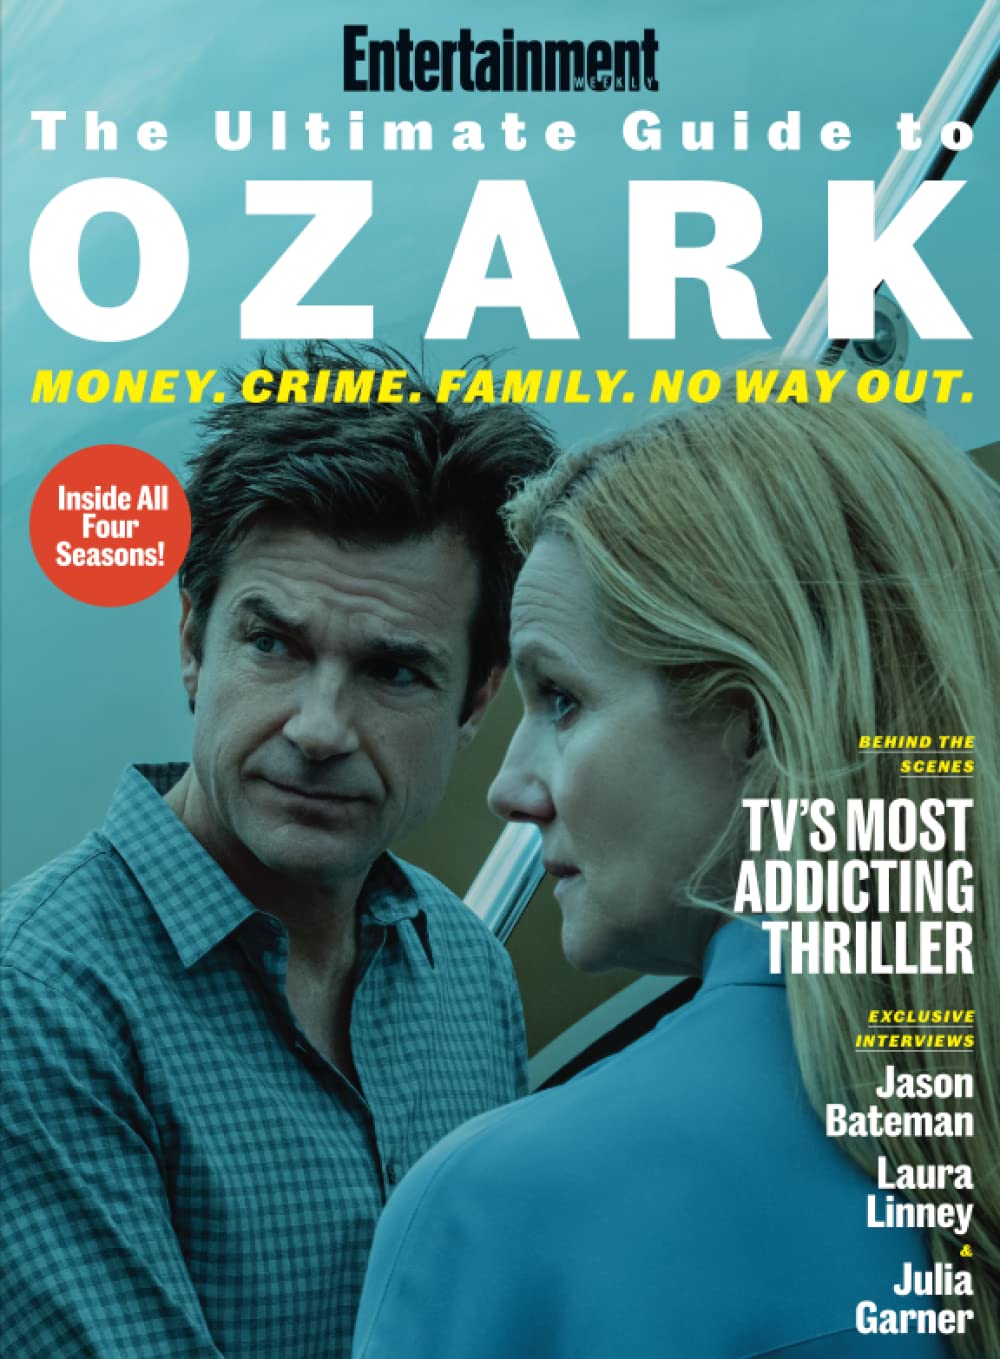 Entertainment
WEEKLY
The Ultimate Guide to
OZARK
MONEY. CRIME. FAMILY. NO WAY OUT.
Inside All
Four
Seasons!
BEHIND THE
SCENES
TV'S MOST
ADDICTING
THRILLER
EXCLUSIVE
INTERVIEWS
Jason
Bateman
Laura
Linney
&
Julia
Garner